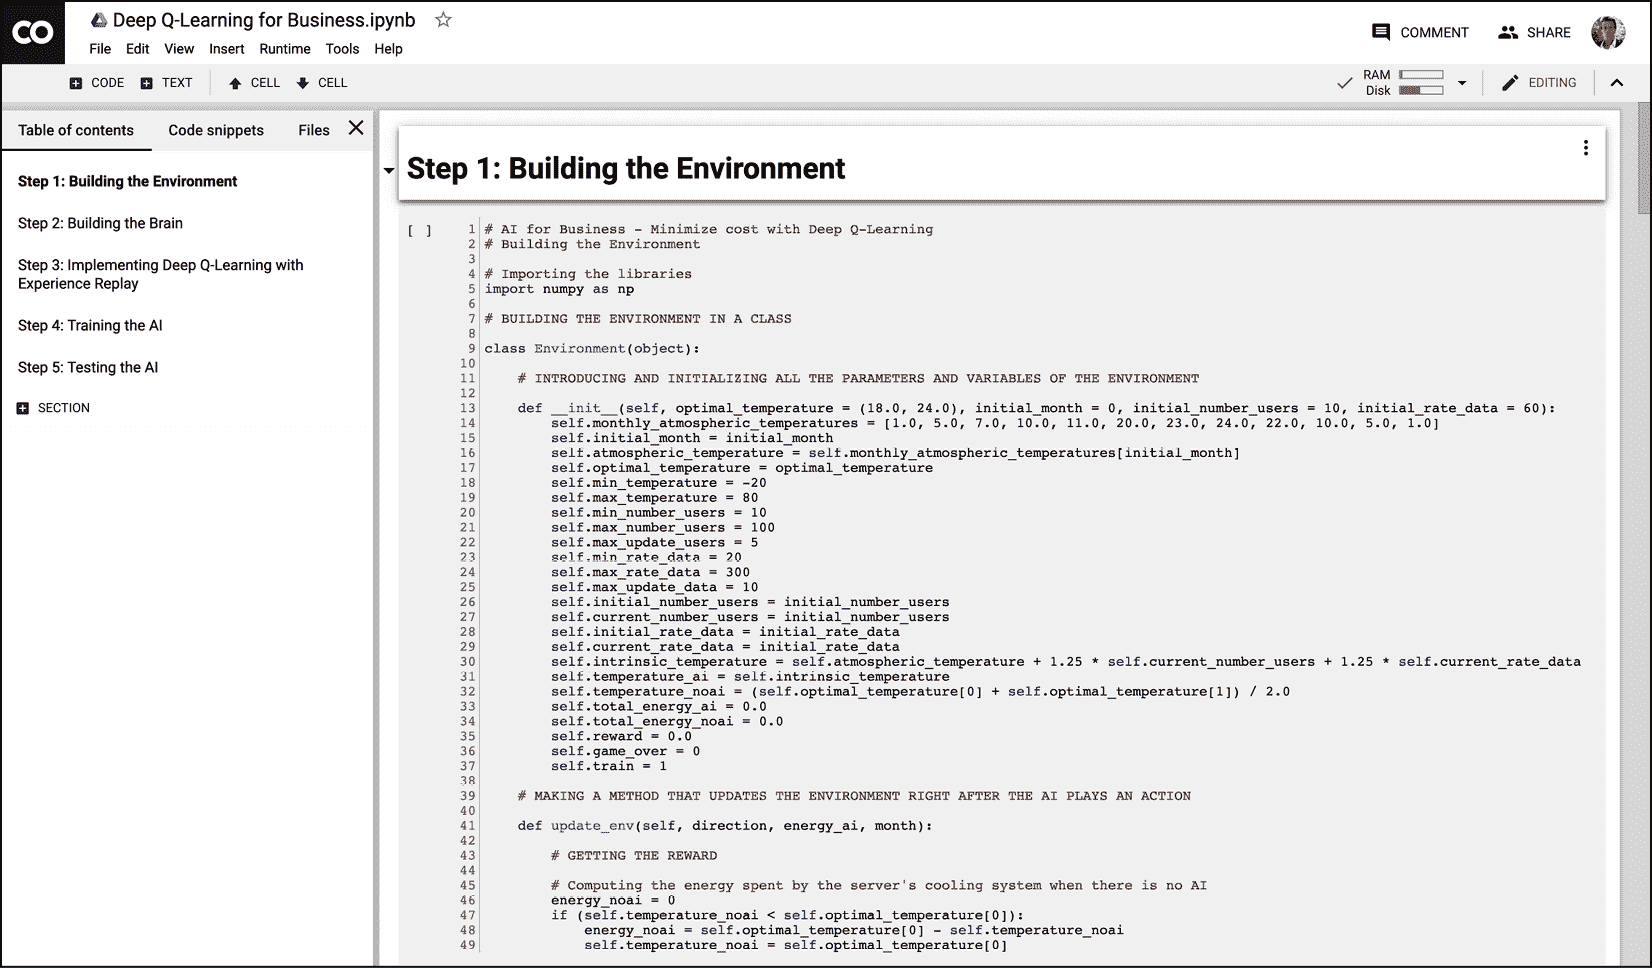 CO
Deep Q-Learning for Business.ipynb
File Edit View Insert Runtime Tools Help
COMMENT
SHARE
CODE TEXT CELL CELL
RAM
Disk
EDITING
Table of contents Code snippets Files
Step 1: Building the Environment
Step 2: Building the Brain
Step 3: Implementing Deep Q-Learning with
Experience Replay
Step 4: Training the AI
Step 5: Testing the AI
SECTION
Step 1: Building the Environment
[ ]
1 # AI for Business - Minimize cost with Deep Q-Learning
2 # Building the Environment
3
4 # Importing the libraries
5 import numpy as np
6
7 # BUILDING THE ENVIRONMENT IN A CLASS
8
9 class Environment(object):
10
11     # INTRODUCING AND INITIALIZING ALL THE PARAMETERS AND VARIABLES OF THE ENVIRONMENT
12
13     def __init__(self, optimal_temperature = (18.0, 24.0), initial_month = 0, initial_number_users = 10, initial_rate_data = 60):
14         self.monthly_atmospheric_temperatures = [1.0, 5.0, 7.0, 10.0, 11.0, 20.0, 23.0, 24.0, 22.0, 10.0, 5.0, 1.0]
15         self.initial_month = initial_month
16         self.atmospheric_temperature = self.monthly_atmospheric_temperatures[initial_month]
17         self.optimal_temperature = optimal_temperature
18         self.min_temperature = -20
19         self.max_temperature = 80
20         self.min_number_users = 10
21         self.max_number_users = 100
22         self.max_update_users = 5
23         self.min_rate_data = 20
24         self.max_rate_data = 300
25         self.max_update_data = 10
26         self.initial_number_users = initial_number_users
27         self.current_number_users = initial_number_users
28         self.initial_rate_data = initial_rate_data
29         self.current_rate_data = initial_rate_data
30         self.intrinsic_temperature = self.atmospheric_temperature + 1.25 * self.current_number_users + 1.25 * self.current_rate_data
31         self.temperature_ai = self.intrinsic_temperature
32         self.temperature_noai = (self.optimal_temperature[0] + self.optimal_temperature[1]) / 2.0
33         self.total_energy_ai = 0.0
34         self.total_energy_noai = 0.0
35         self.reward = 0.0
36         self.game_over = 0
37         self.train = 1
38
39     # MAKING A METHOD THAT UPDATES THE ENVIRONMENT RIGHT AFTER THE AI PLAYS AN ACTION
40
41     def update_env(self, direction, energy_ai, month):
42
43         # GETTING THE REWARD
44
45         # Computing the energy spent by the server's cooling system when there is no AI
46         energy_noai = 0
47         if (self.temperature_noai < self.optimal_temperature[0]):
48             energy_noai = self.optimal_temperature[0] - self.temperature_noai
49             self.temperature_noai = self.optimal_temperature[0]